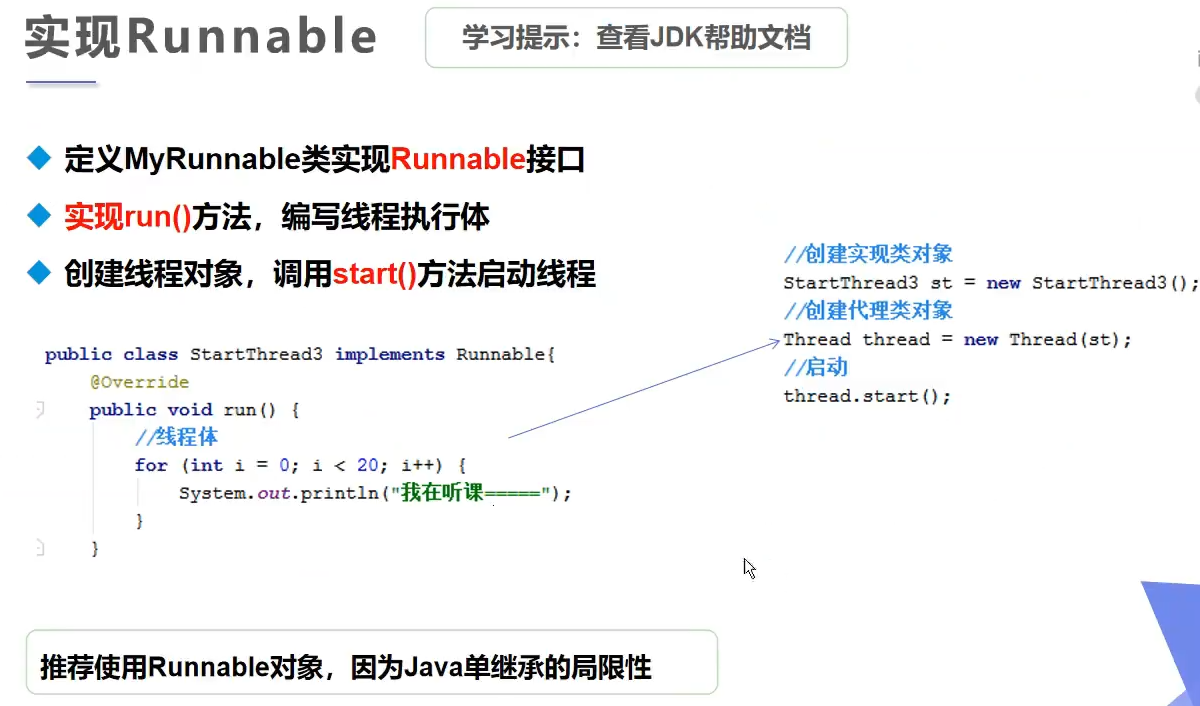 实现Runnable
学习提示：查看JDK帮助文档
定义MyRunnable类实现Runnable接口
实现run()方法，编写线程执行体
创建线程对象，调用start()方法启动线程
public class StartThread3 implements Runnable{
@Override
public void run() {
//线程体
for (int i = 0; i < 20; i++) {
System.out.println("我在听课=====");
}
}
//创建实现类对象
StartThread3 st = new StartThread3();
//创建代理类对象
Thread thread = new Thread(st);
//启动
thread.start();
推荐使用Runnable对象，因为Java单继承的局限性